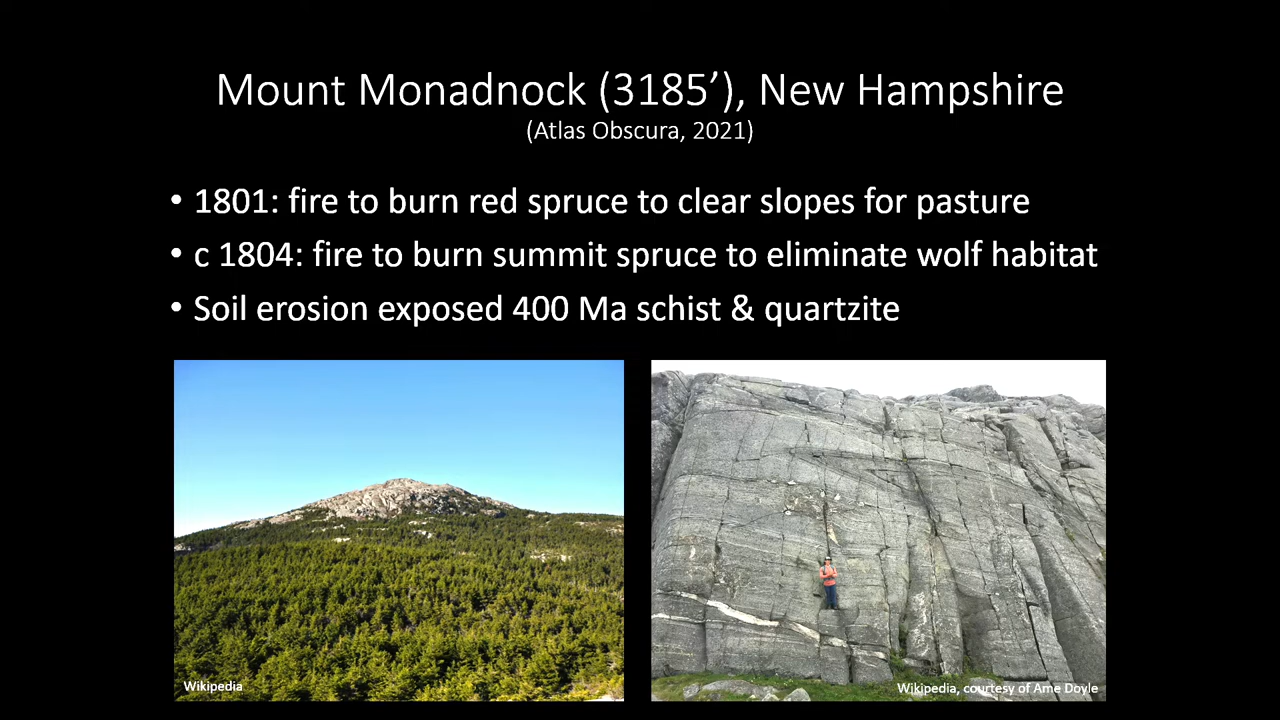 Mount Monadnock (3185’), New Hampshire
(Atlas Obscura, 2021)
• 1801: fire to burn red spruce to clear slopes for pasture
• c 1804: fire to burn summit spruce to eliminate wolf habitat
• Soil erosion exposed 400 Ma schist & quartzite
Wikipedia
Wikipedia, courtesy of Ame Doyle